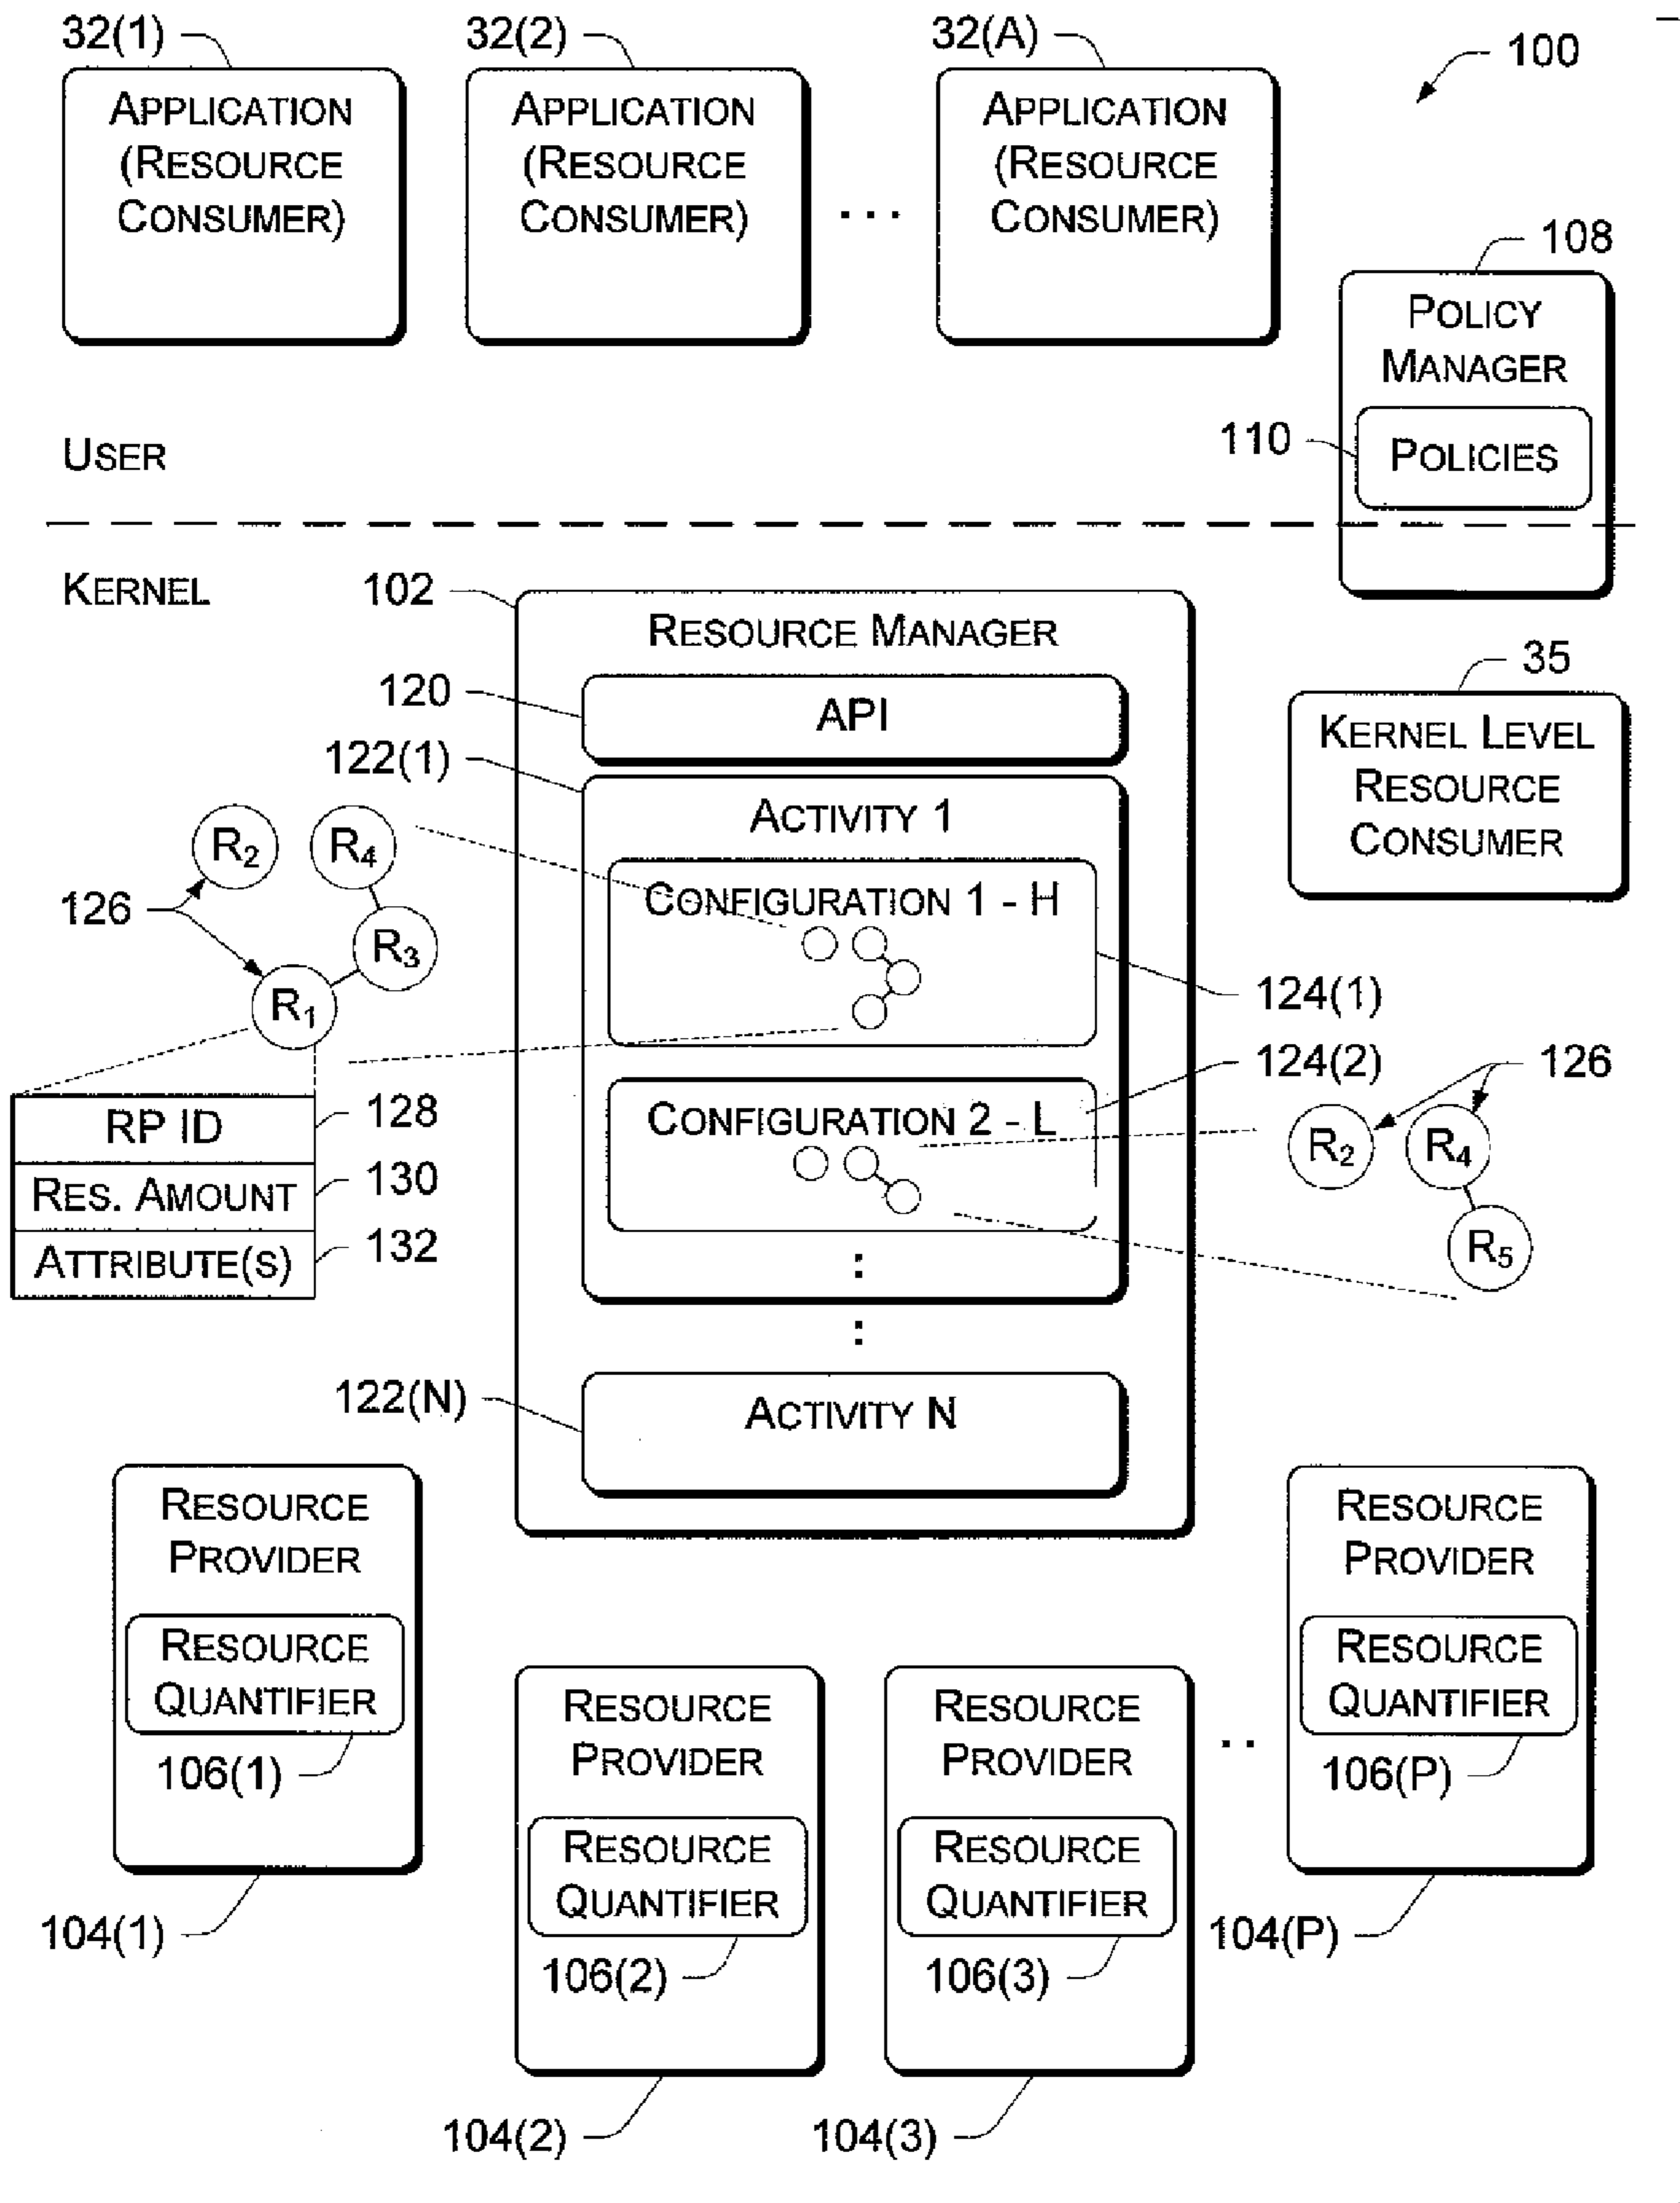 32(1)
32(2)
32(A)
100
APPLICATION
(RESOURCE
CONSUMER)
APPLICATION
(RESOURCE
CONSUMER)
...
APPLICATION
(RESOURCE
CONSUMER)
108
POLICY
MANAGER
110
POLICIES
USER
KERNEL
102
RESOURCE MANAGER
120
API
35
KERNEL LEVEL
RESOURCE
CONSUMER
122(1)
ACTIVITY 1
CONFIGURATION 1 - H
124(1)
R2
R4
126
R3
R1
RP ID
128
RES. AMOUNT
130
ATTRIBUTE(S)
132
124(2)
CONFIGURATION 2 - L
126
R2
R4
R5
:
:
122(N)
ACTIVITY N
RESOURCE
PROVIDER
RESOURCE
QUANTIFIER
106(1)
104(1)
RESOURCE
PROVIDER
RESOURCE
QUANTIFIER
106(2)
104(2)
RESOURCE
PROVIDER
RESOURCE
QUANTIFIER
106(3)
104(3)
..
RESOURCE
PROVIDER
RESOURCE
QUANTIFIER
106(P)
104(P)